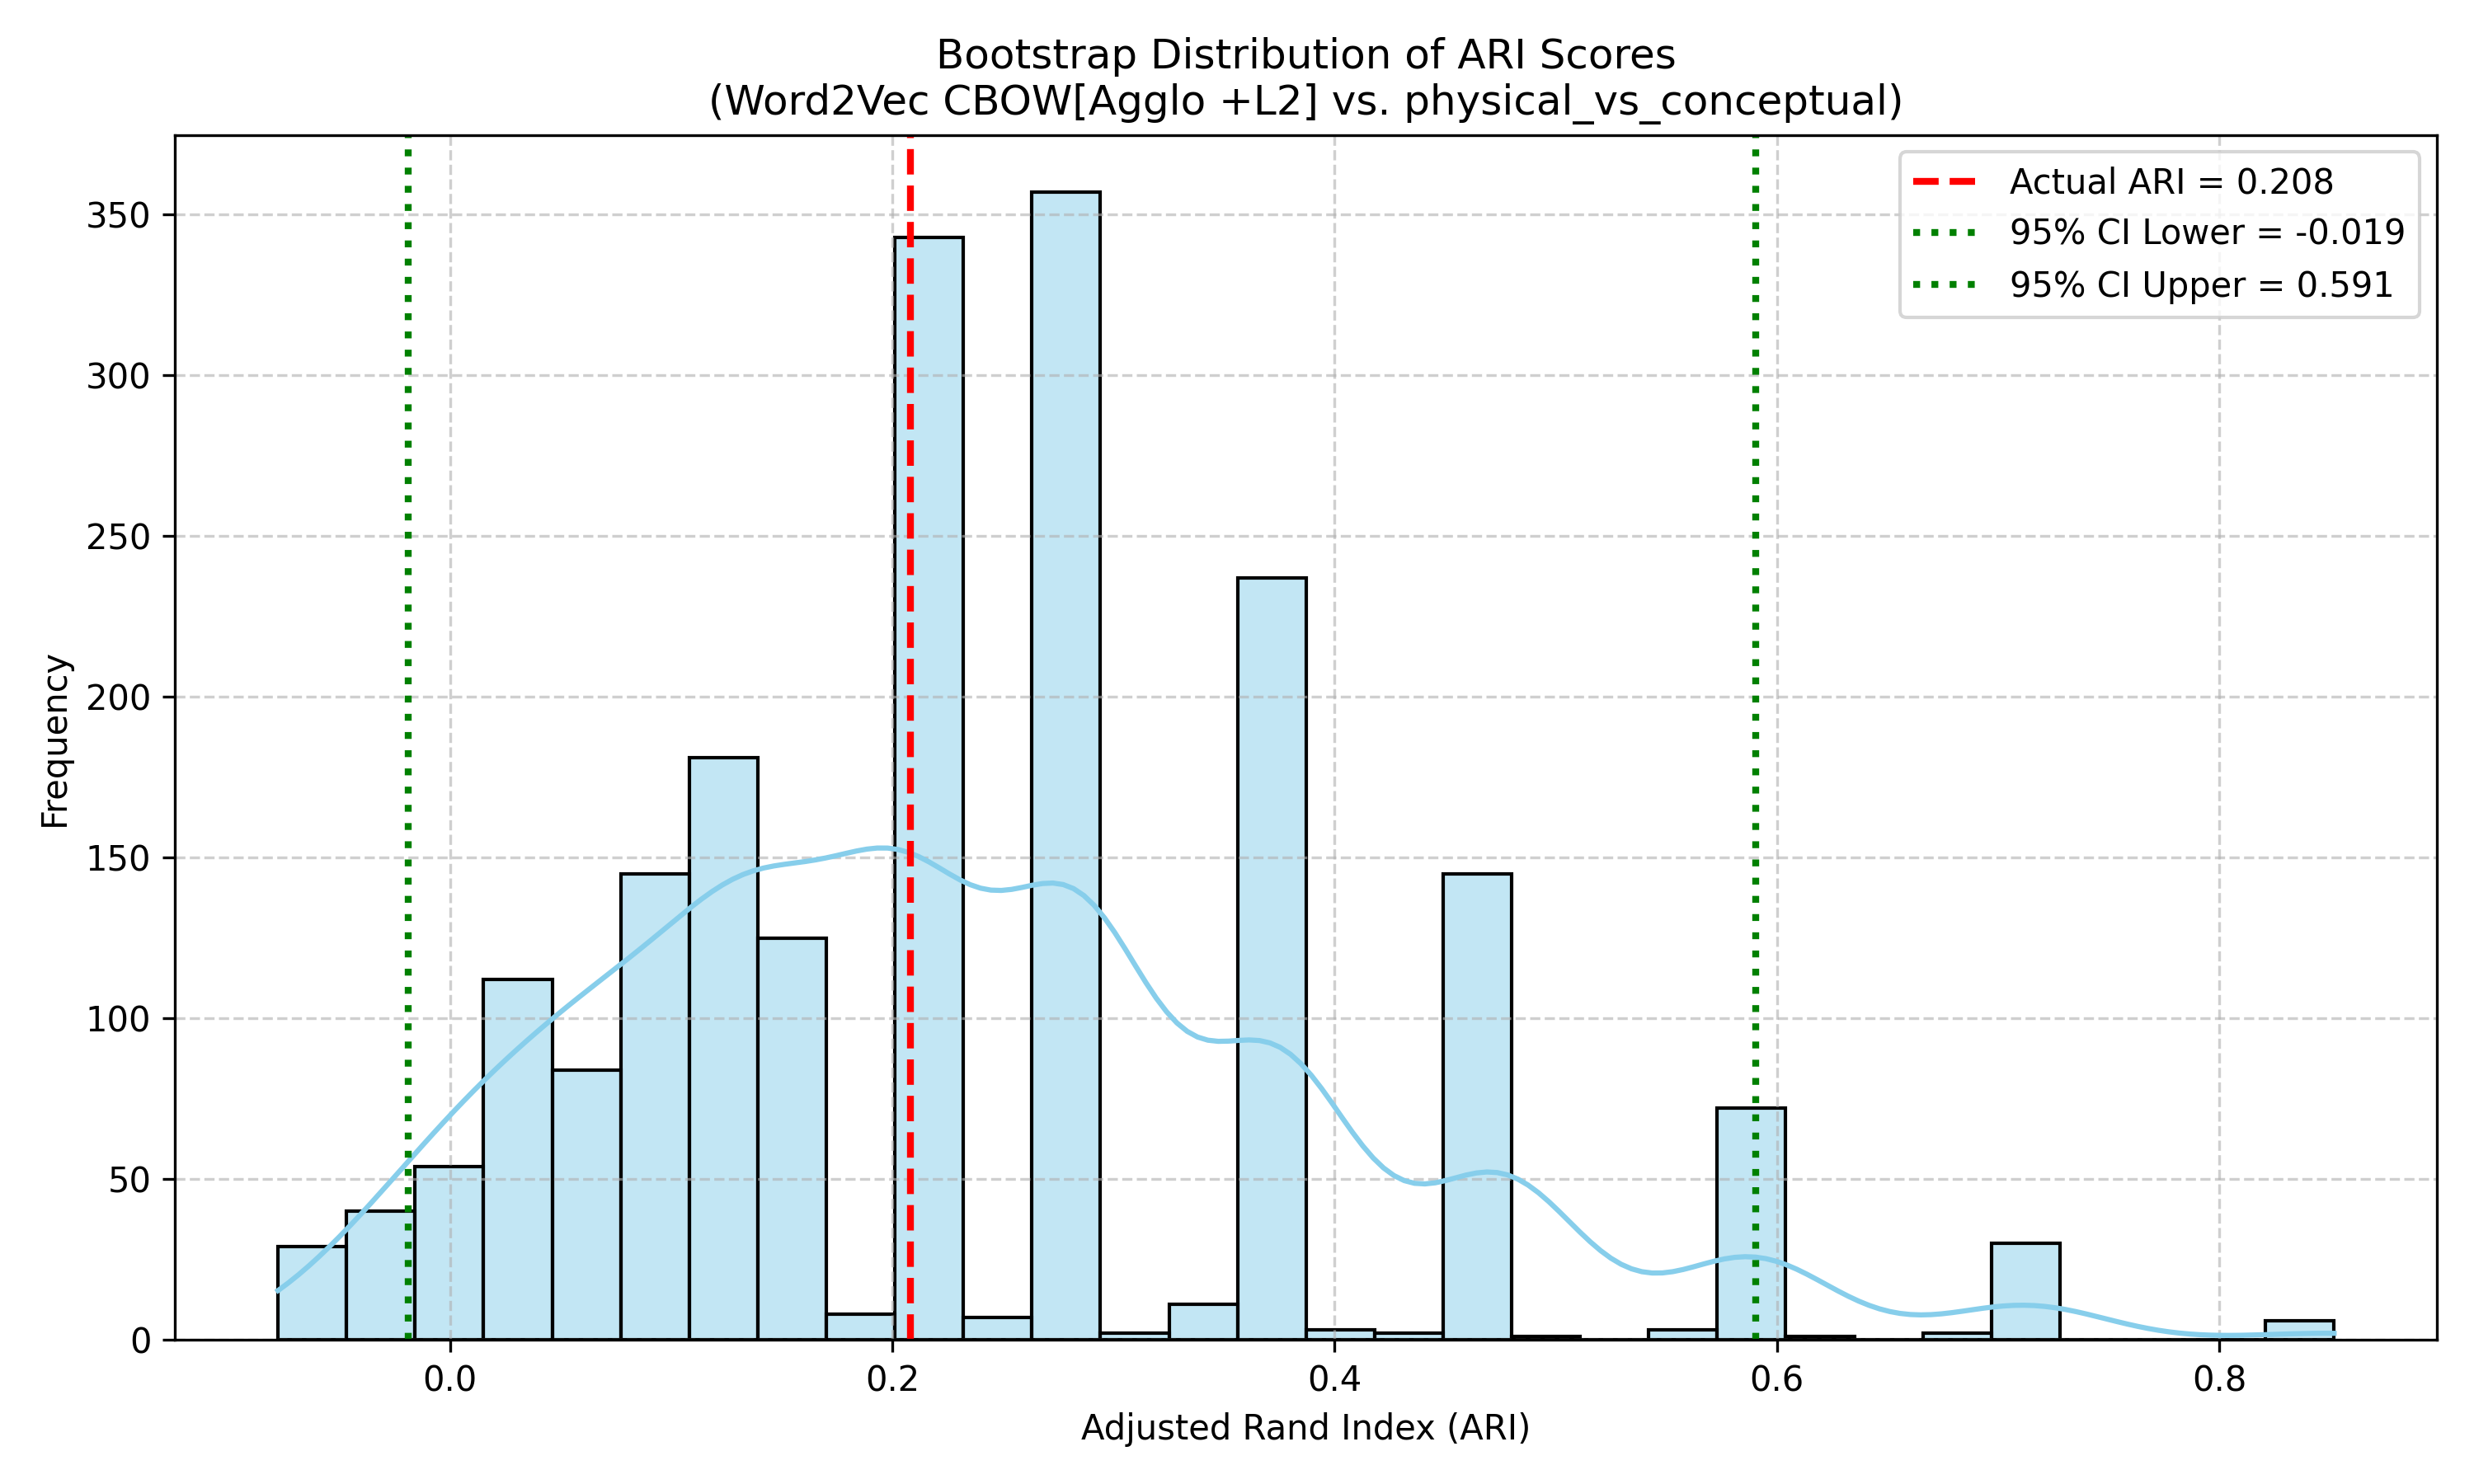 Bootstrap Distribution of ARI Scores
(Word2Vec CBOW[Agglo +L2] vs. physical_vs_conceptual)
Actual ARI = 0.208
95% CI Lower = -0.019
95% CI Upper = 0.591
Frequency
350
300
250
200
150
100
50
0
0.0 0.2 0.4 0.6 0.8
Adjusted Rand Index (ARI)